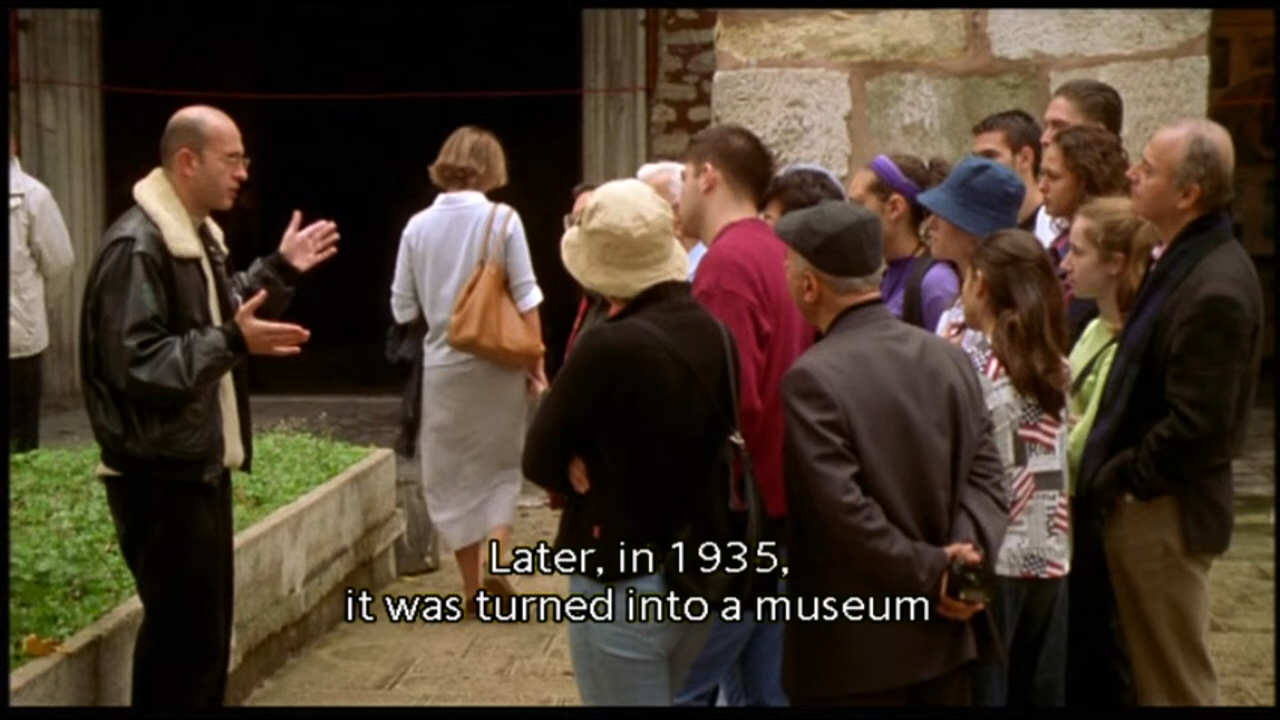 Later, in 1935,
it was turned into a museum